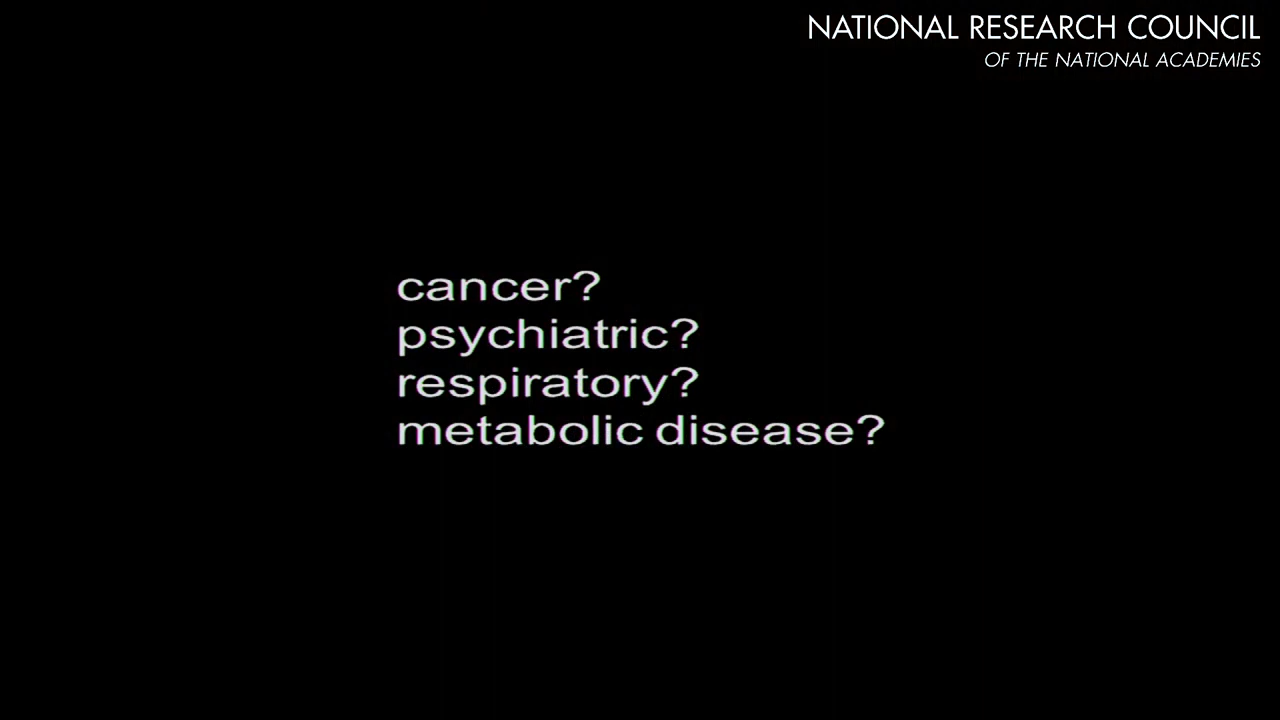 NATIONAL RESEARCH COUNCIL
OF THE NATIONAL ACADEMIES
cancer?
psychiatric?
respiratory?
metabolic disease?